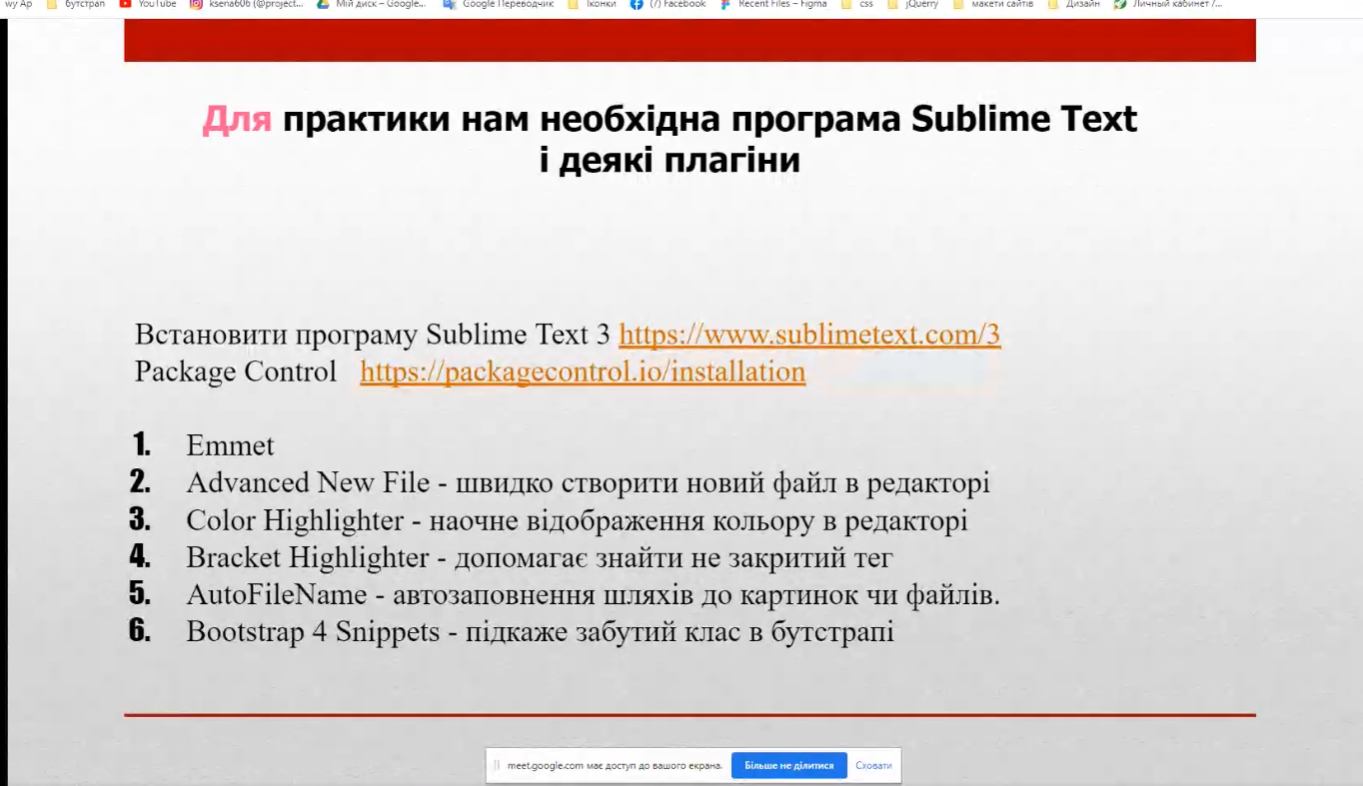 wy Ap бутстрап YouTube ksena606 (@project... Мій диск – Google... Google Переводчик Іконки (7) Facebook Recent Files – Figma css jQuerry макети сайтів Дизайн Личный кабинет /...
Для практики нам необхідна програма Sublime Text
і деякі плагіни
Встановити програму Sublime Text 3 https://www.sublimetext.com/3
Package Control https://packagecontrol.io/installation
1. Emmet
2. Advanced New File - швидко створити новий файл в редакторі
3. Color Highlighter - наочне відображення кольору в редакторі
4. Bracket Highlighter - допомагає знайти не закритий тег
5. AutoFileName - автозаповнення шляхів до картинок чи файлів.
6. Bootstrap 4 Snippets - підкаже забутий клас в бутстрапі
meet.google.com має доступ до вашого екрана. Більше не ділитися Сховати